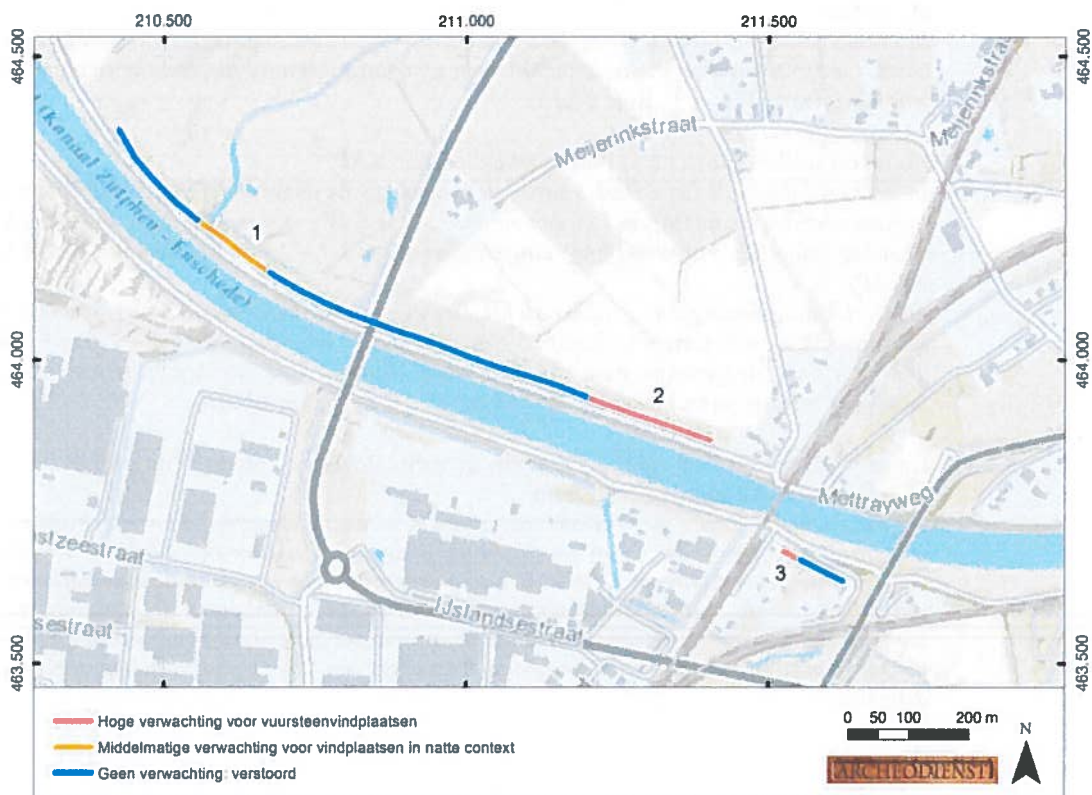 210.500 211.000 211.500
464.500 464.500
Meijerinkstraat
Meijerinkstraat
(Kanaal Zutphen - Enschede)
1
464.000 464.000
2
Mettrayweg
stzeestraat
3
IJslandsestraat
sestraat
463.500 463.500
Hoge verwachting voor vuursteenvindplaatsen
0 50 100 200 m
N
Middelmatige verwachting voor vindplaatsen in natte context
Geen verwachting: verstoord
ARCHEODIENST